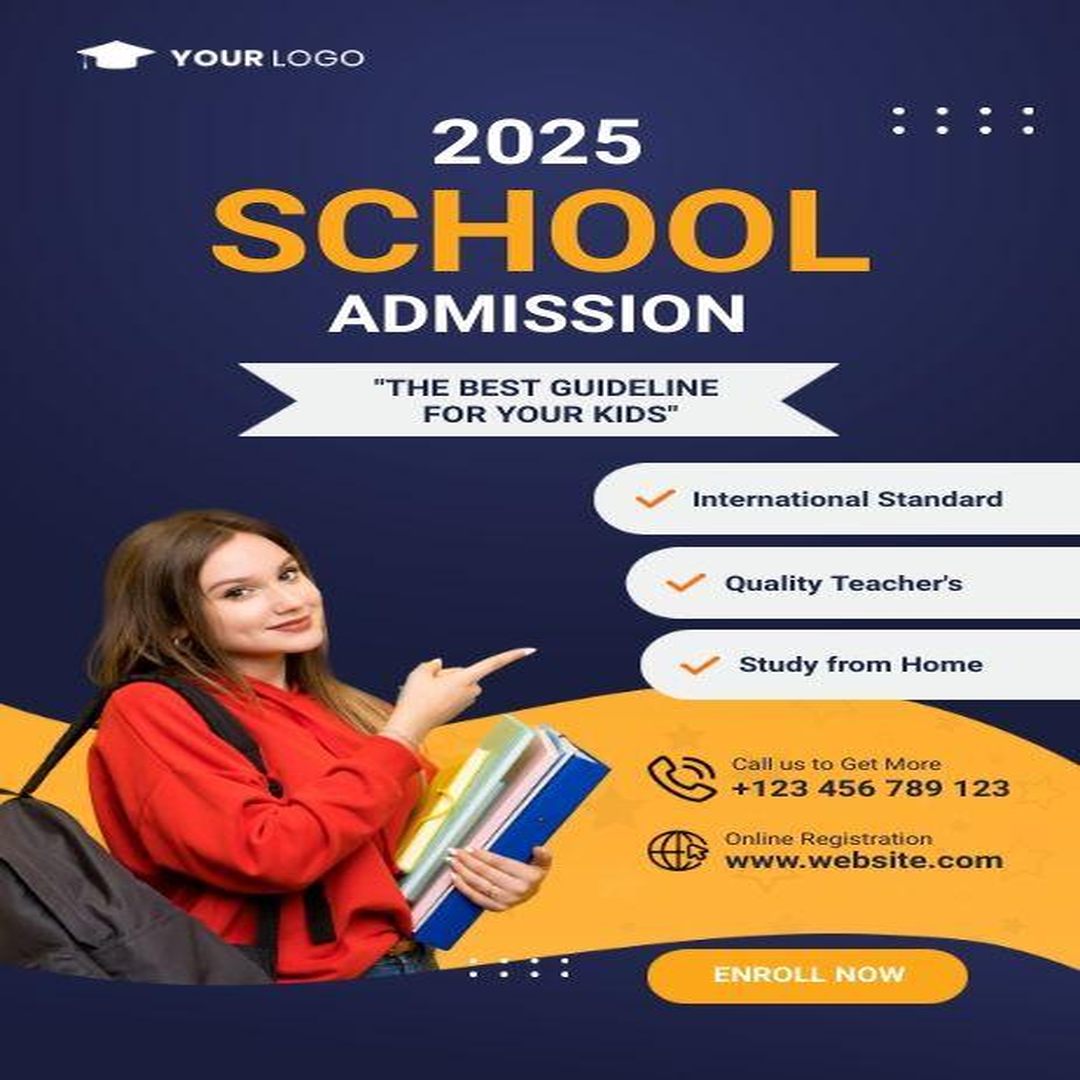 YOUR LOGO
2025
SCHOOL
ADMISSION
"THE BEST GUIDELINE
FOR YOUR KIDS"
International Standard
Quality Teacher's
Study from Home
Call us to Get More
+123 456 789 123
Online Registration
www.website.com
ENROLL NOW